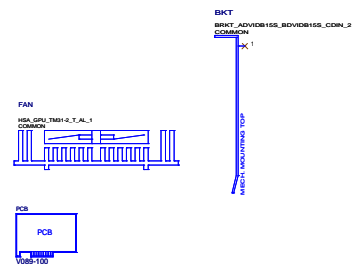 BKT
BRKT_ADVIDB15S_BDVIDB15S_CDIN_2
COMMON
1
MECH. MOUNTING TOP
FAN
HSA_GPU_TM31-2_T_AL_1
COMMON
PCB
PCB
V089-100